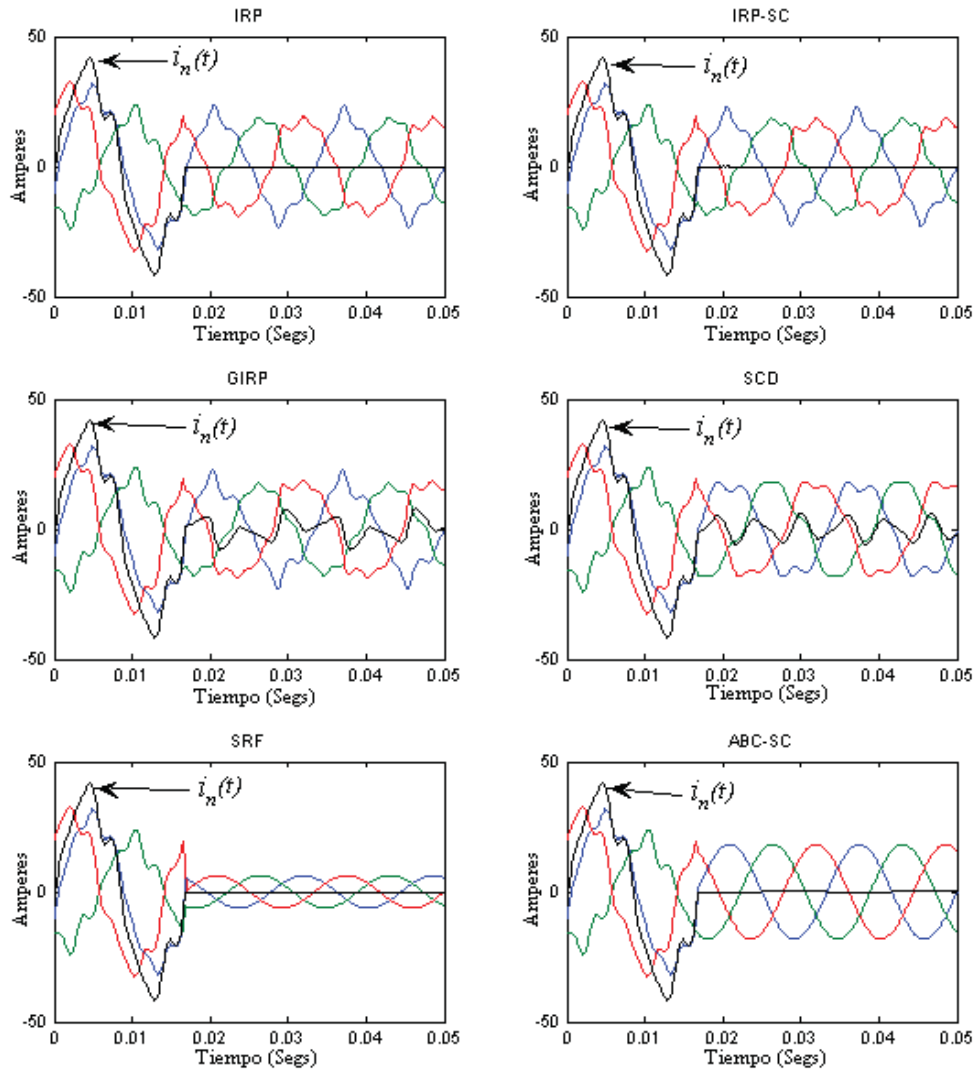 IRP
50
0
-50
Amperes
i_n(t)
0 0.01 0.02 0.03 0.04 0.05
Tiempo (Segs)
IRP-SC
50
0
-50
Amperes
i_n(t)
0 0.01 0.02 0.03 0.04 0.05
Tiempo (Segs)
GIRP
50
0
-50
Amperes
i_n(t)
0 0.01 0.02 0.03 0.04 0.05
Tiempo (Segs)
SCD
50
0
-50
Amperes
i_n(t)
0 0.01 0.02 0.03 0.04 0.05
Tiempo (Segs)
SRF
50
0
-50
Amperes
i_n(t)
0 0.01 0.02 0.03 0.04 0.05
Tiempo (Segs)
ABC-SC
50
0
-50
Amperes
i_n(t)
0 0.01 0.02 0.03 0.04 0.05
Tiempo (Segs)